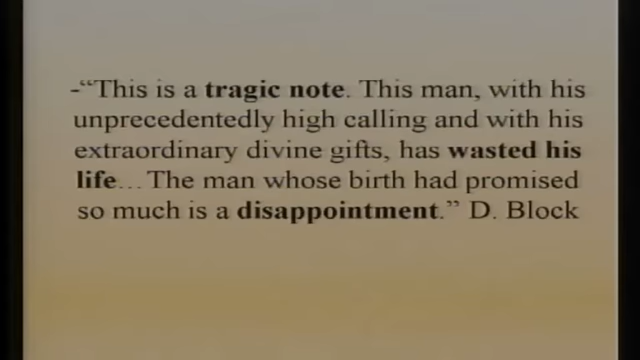 -“This is a tragic note. This man, with his
unprecedentedly high calling and with his
extraordinary divine gifts, has wasted his
life... The man whose birth had promised
so much is a disappointment.” D. Block